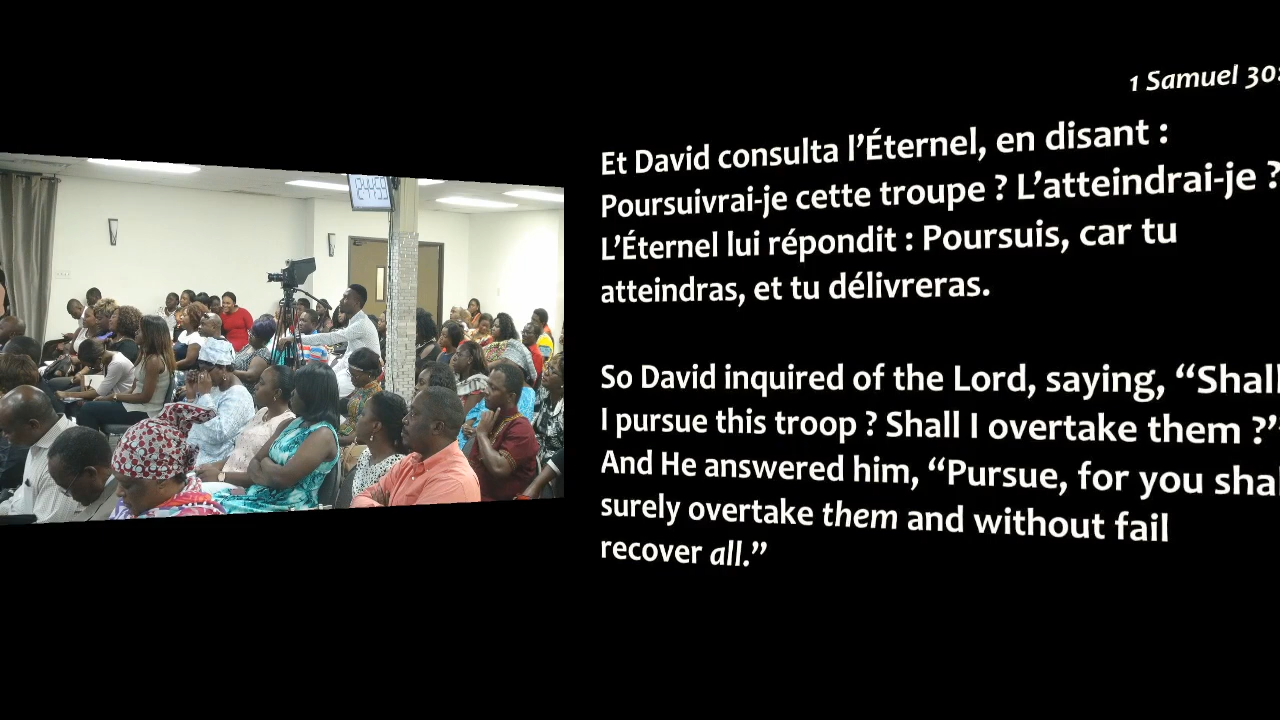 1 Samuel 30:
Et David consulta l’Éternel, en disant :
Poursuivrai-je cette troupe ? L’atteindrai-je ?
L’Éternel lui répondit : Poursuis, car tu
atteindras, et tu délivreras.
So David inquired of the Lord, saying, “Shall
I pursue this troop ? Shall I overtake them ?”
And He answered him, “Pursue, for you shal
surely overtake them and without fail
recover all.”